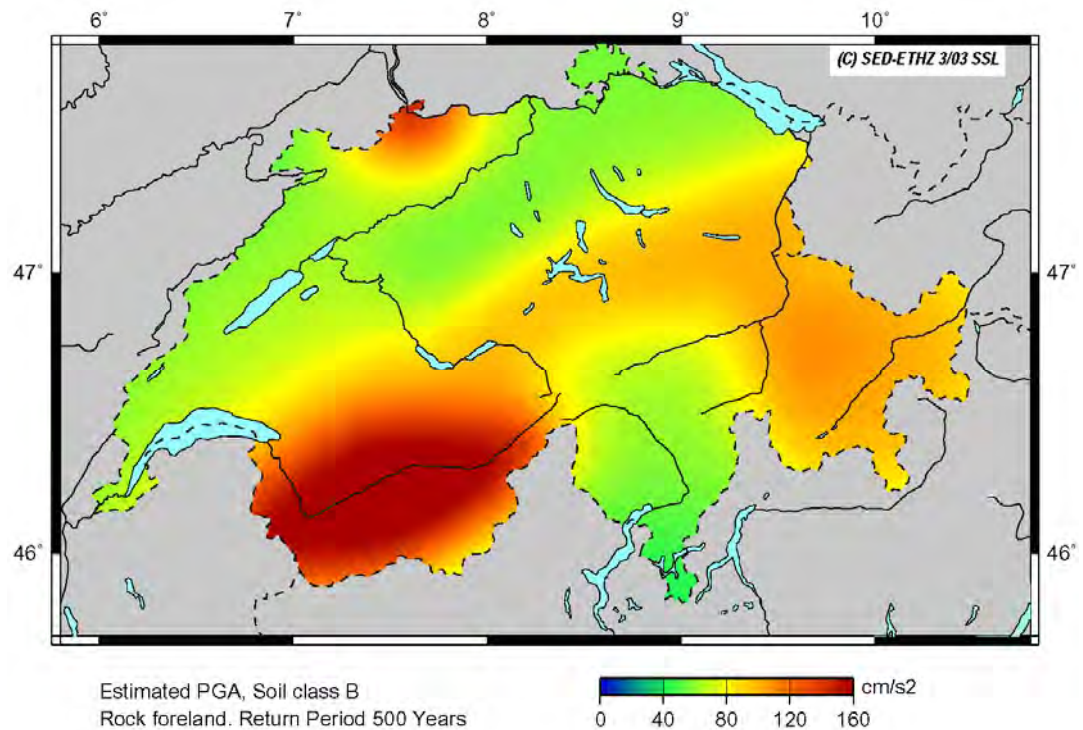 6° 7° 8° 9° 10°
(C) SED-ETHZ 3/03 SSL
47° 47°
46° 46°
Estimated PGA, Soil class B
Rock foreland. Return Period 500 Years
cm/s2
0 40 80 120 160